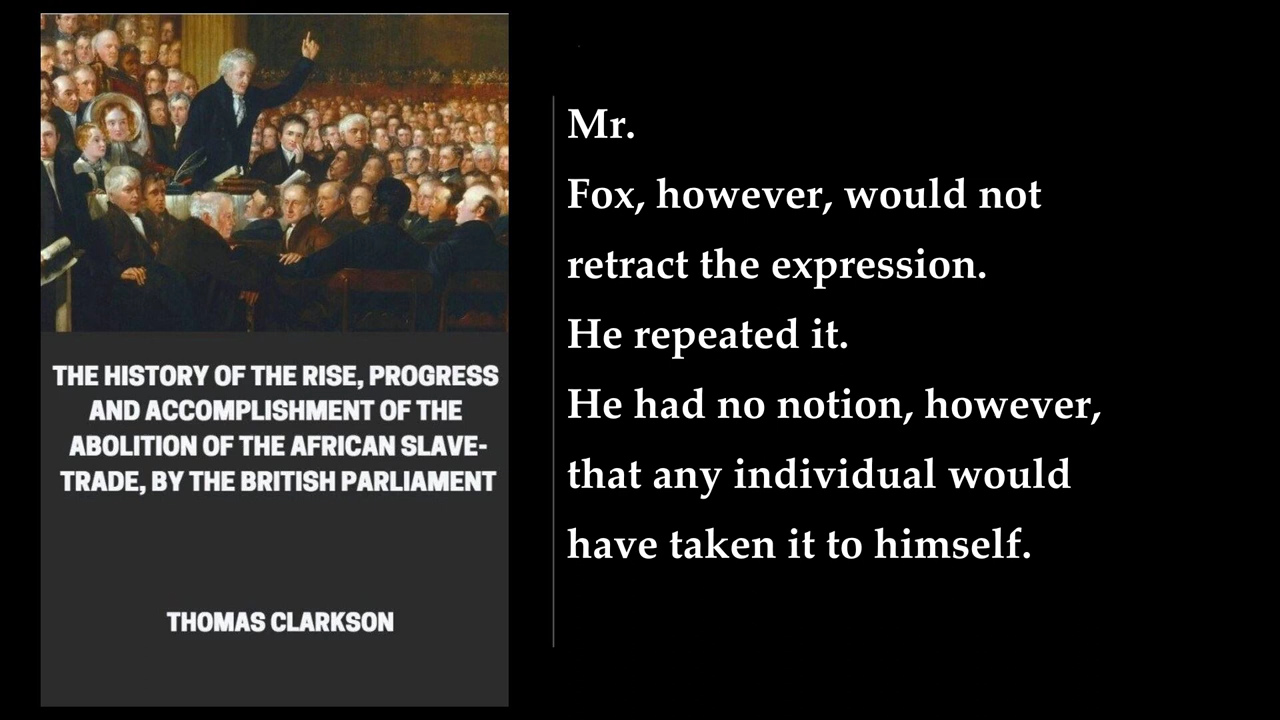 THE HISTORY OF THE RISE, PROGRESS
AND ACCOMPLISHMENT OF THE
ABOLITION OF THE AFRICAN SLAVE-
TRADE, BY THE BRITISH PARLIAMENT
THOMAS CLARKSON
Mr.
Fox, however, would not
retract the expression.
He repeated it.
He had no notion, however,
that any individual would
have taken it to himself.